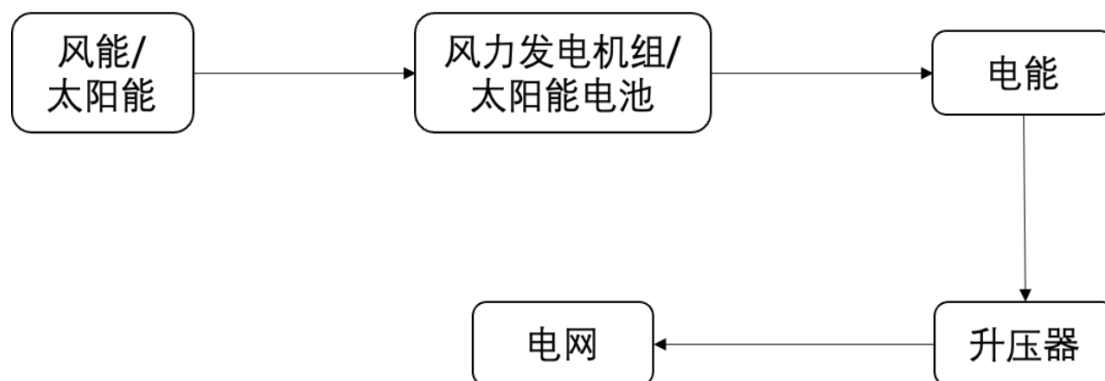 风能/
太阳能
风力发电机组/
太阳能电池
电能
升压器
电网